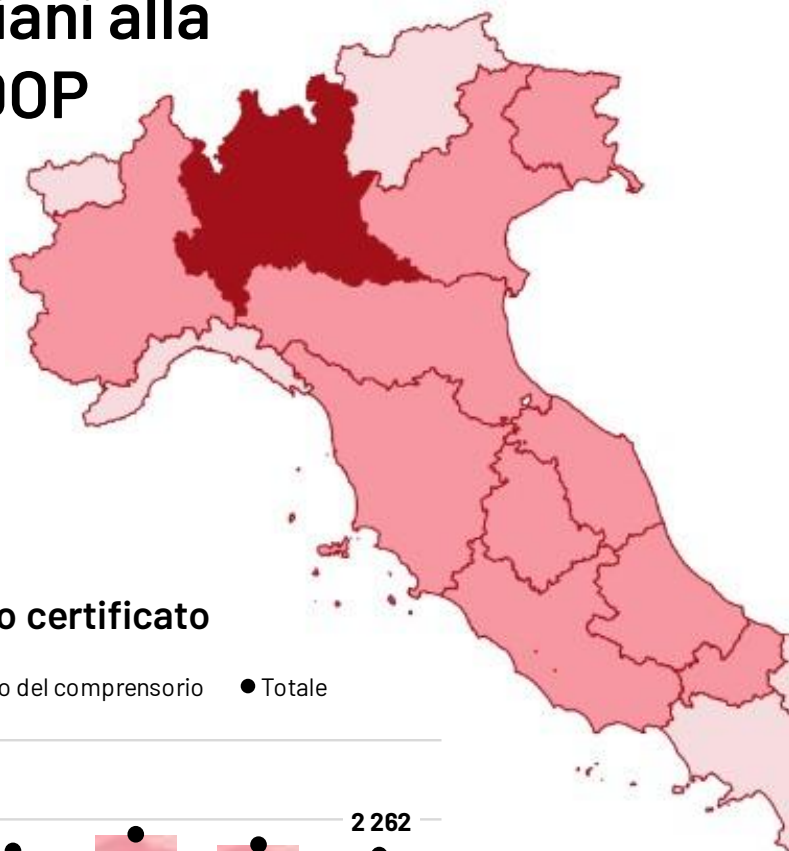 iani alla
OP
o certificato
o del comprensorio Totale
2 262